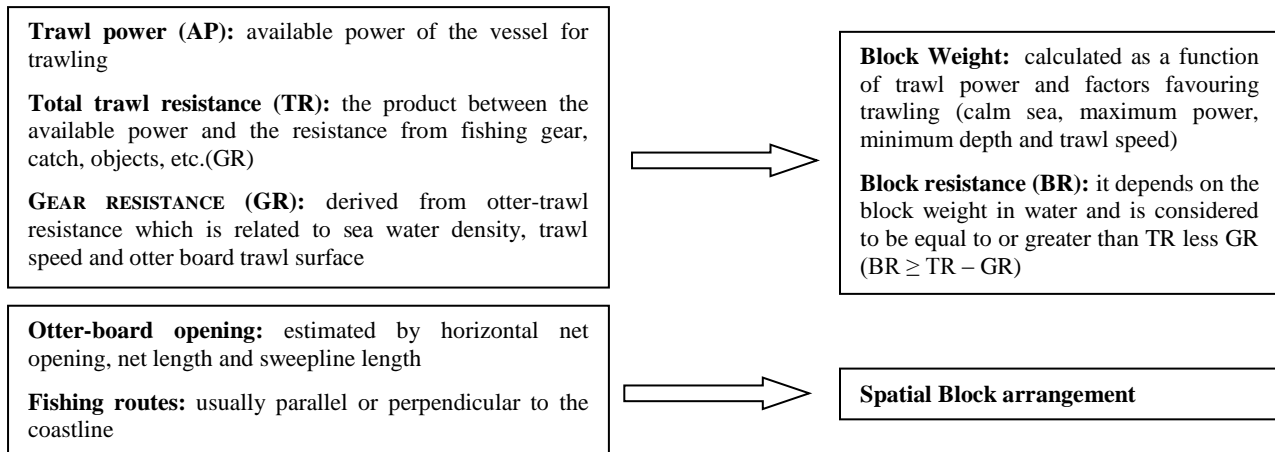 Trawl power (AP): available power of the vessel for
trawling
Total trawl resistance (TR): the product between the
available power and the resistance from fishing gear,
catch, objects, etc.(GR)
GEAR RESISTANCE (GR): derived from otter-trawl
resistance which is related to sea water density, trawl
speed and otter board trawl surface
Block Weight: calculated as a function
of trawl power and factors favouring
trawling (calm sea, maximum power,
minimum depth and trawl speed)
Block resistance (BR): it depends on the
block weight in water and is considered
to be equal to or greater than TR less GR
(BR ≥ TR – GR)
Otter-board opening: estimated by horizontal net
opening, net length and sweepline length
Fishing routes: usually parallel or perpendicular to the
coastline
Spatial Block arrangement